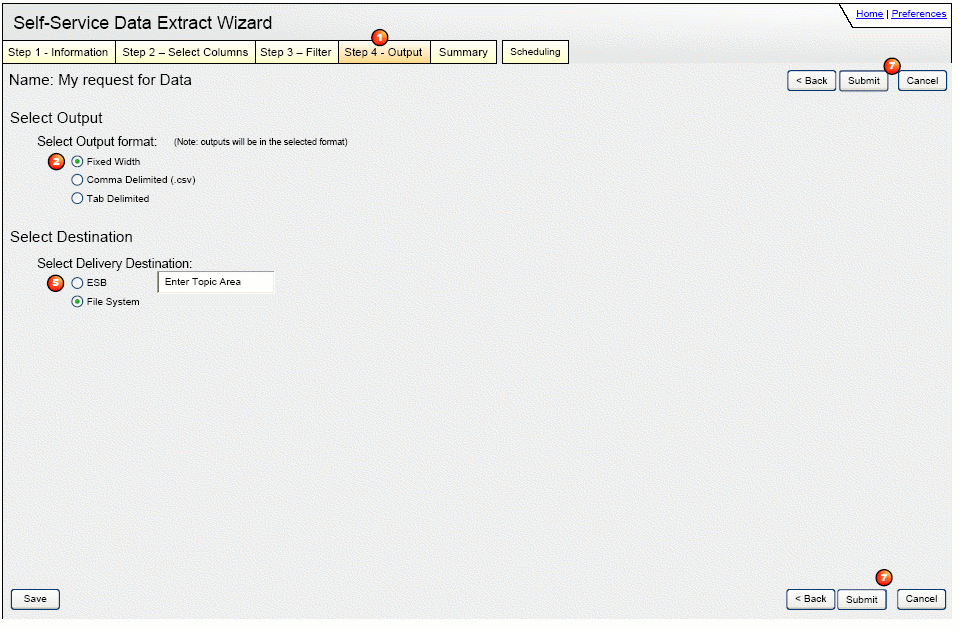 Self-Service Data Extract Wizard
Home | Preferences
1
Step 1 - Information Step 2 – Select Columns Step 3 – Filter Step 4 - Output Summary Scheduling
7
Name: My request for Data < Back Submit Cancel
Select Output
Select Output format: (Note: outputs will be in the selected format)
2 Fixed Width
Comma Delimited (.csv)
Tab Delimited
Select Destination
Select Delivery Destination:
5 ESB Enter Topic Area
File System
7
Save < Back Submit Cancel